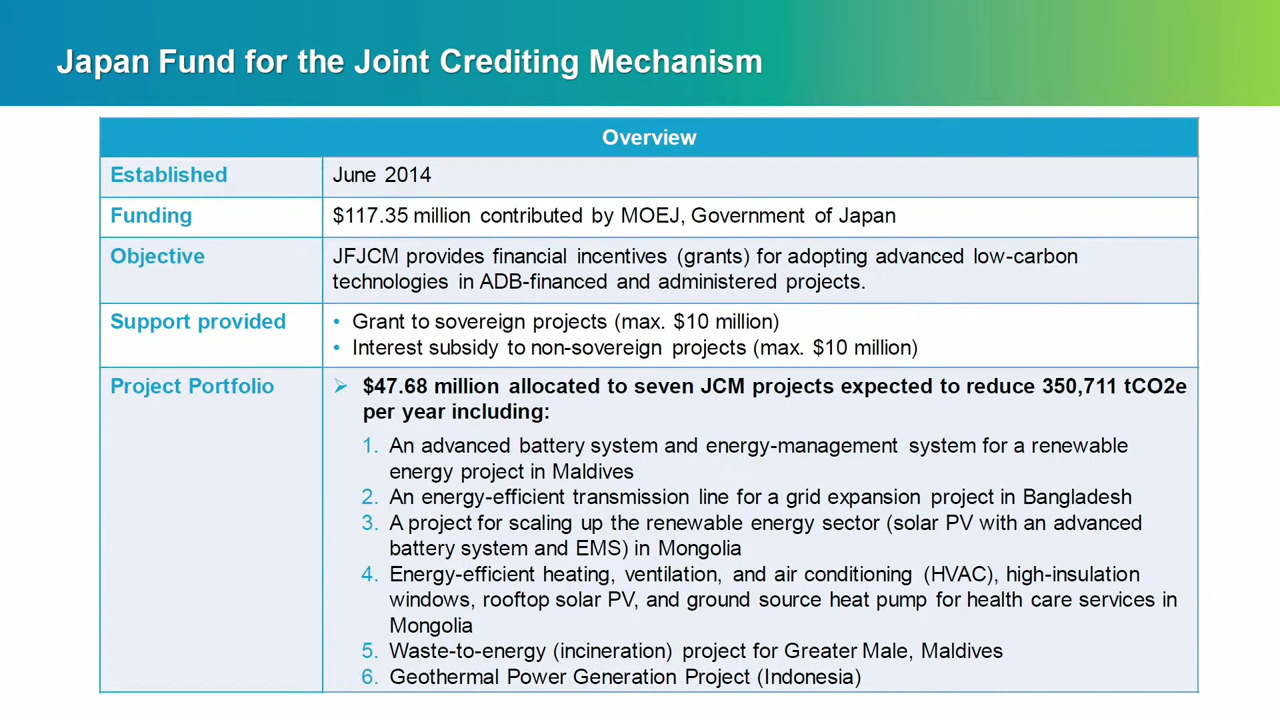 Japan Fund for the Joint Crediting Mechanism
Overview
Established
June 2014
Funding
$117.35 million contributed by MOEJ, Government of Japan
Objective
JFJCM provides financial incentives (grants) for adopting advanced low-carbon
technologies in ADB-financed and administered projects.
Support provided
• Grant to sovereign projects (max. $10 million)
• Interest subsidy to non-sovereign projects (max. $10 million)
Project Portfolio
➢ $47.68 million allocated to seven JCM projects expected to reduce 350,711 tCO2e
per year including:
1. An advanced battery system and energy-management system for a renewable
energy project in Maldives
2. An energy-efficient transmission line for a grid expansion project in Bangladesh
3. A project for scaling up the renewable energy sector (solar PV with an advanced
battery system and EMS) in Mongolia
4. Energy-efficient heating, ventilation, and air conditioning (HVAC), high-insulation
windows, rooftop solar PV, and ground source heat pump for health care services in
Mongolia
5. Waste-to-energy (incineration) project for Greater Male, Maldives
6. Geothermal Power Generation Project (Indonesia)